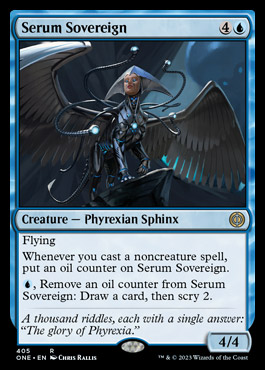 Serum Sovereign 4
Creature — Phyrexian Sphinx
Flying
Whenever you cast a noncreature spell,
put an oil counter on Serum Sovereign.
, Remove an oil counter from Serum
Sovereign: Draw a card, then scry 2.
A thousand riddles, each with a single answer:
“The glory of Phyrexia.”
4/4
405 R
ONE • EN Chris Rallis ™ & © 2023 Wizards of the Coast